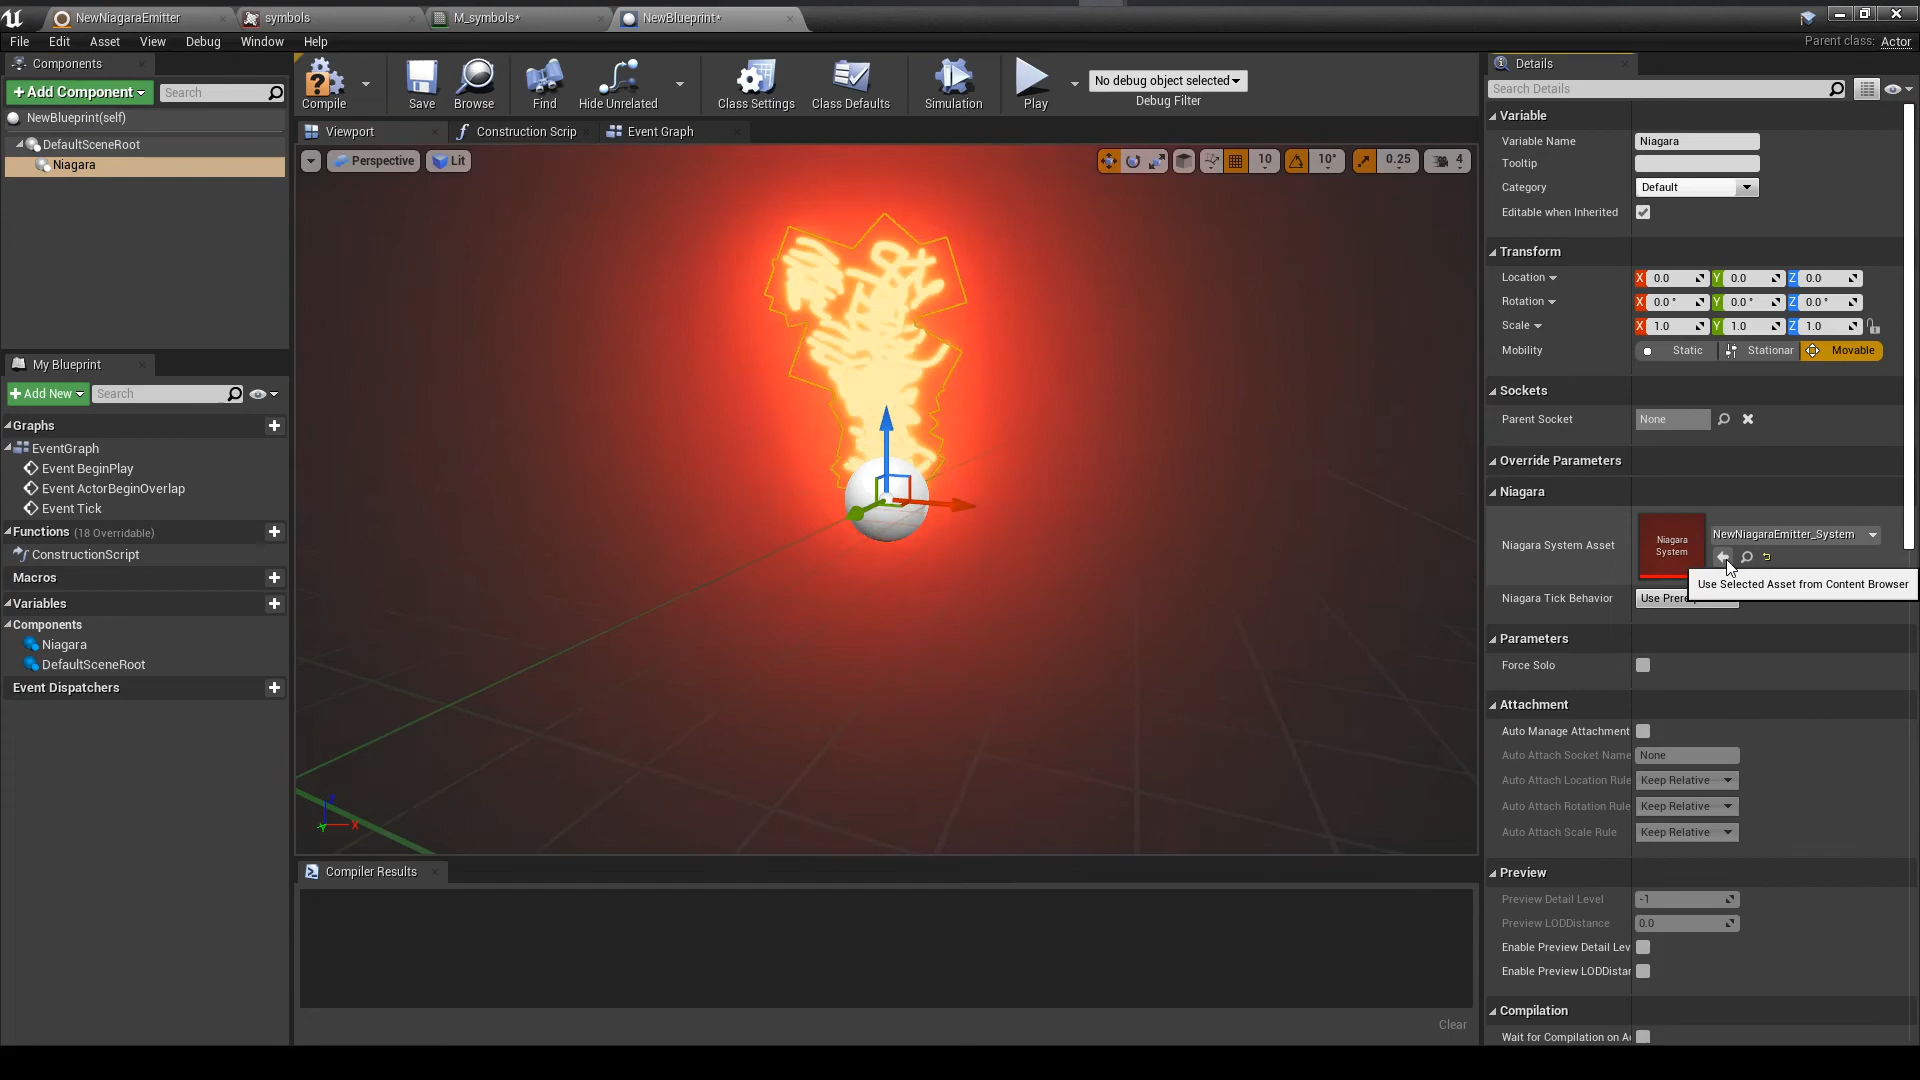 NewNiagaraEmitter
symbols
M_symbols*
NewBlueprint*
File Edit Asset View Debug Window Help
Parent class: Actor
Components
+Add Component
Search
NewBlueprint(self)
DefaultSceneRoot
Niagara
Compile
Save
Browse
Find
Hide Unrelated
Class Settings
Class Defaults
Simulation
Play
No debug object selected
Debug Filter
Viewport
Construction Scrip
Event Graph
Perspective
Lit
10
10°
0.25
4
My Blueprint
+Add New
Search
Graphs
EventGraph
Event BeginPlay
Event ActorBeginOverlap
Event Tick
Functions (18 Overridable)
ConstructionScript
Macros
Variables
Components
Niagara
DefaultSceneRoot
Event Dispatchers
X
Compiler Results
Clear
Details
Search Details
Variable
Variable Name Niagara
Tooltip
Category Default
Editable when Inherited
Transform
Location X 0.0 Y 0.0 Z 0.0
Rotation X 0.0 ° Y 0.0 ° Z 0.0 °
Scale X 1.0 Y 1.0 Z 1.0
Mobility Static Stationar Movable
Sockets
Parent Socket None
Override Parameters
Niagara
Niagara System Asset
Niagara System
NewNiagaraEmitter_System
Use Selected Asset from Content Browser
Niagara Tick Behavior Use Prere
Parameters
Force Solo
Attachment
Auto Manage Attachment
Auto Attach Socket Name None
Auto Attach Location Rule Keep Relative
Auto Attach Rotation Rule Keep Relative
Auto Attach Scale Rule Keep Relative
Preview
Preview Detail Level -1
Preview LODDistance 0.0
Enable Preview Detail Lev
Enable Preview LODDistar
Compilation
Wait for Compilation on A